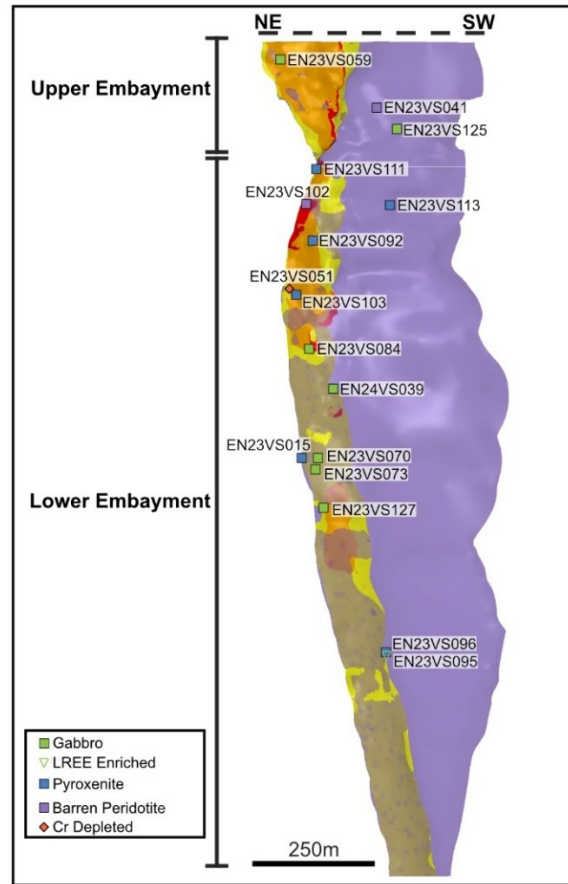 NE
SW
Upper Embayment
EN23VS059
EN23VS041
EN23VS125
EN23VS111
EN23VS102
EN23VS113
EN23VS092
EN23VS051
EN23VS103
EN23VS084
EN24VS039
EN23VS015
EN23VS070
EN23VS073
Lower Embayment
EN23VS127
EN23VS096
EN23VS095
Gabbro
LREE Enriched
Pyroxenite
Barren Peridotite
Cr Depleted
250m